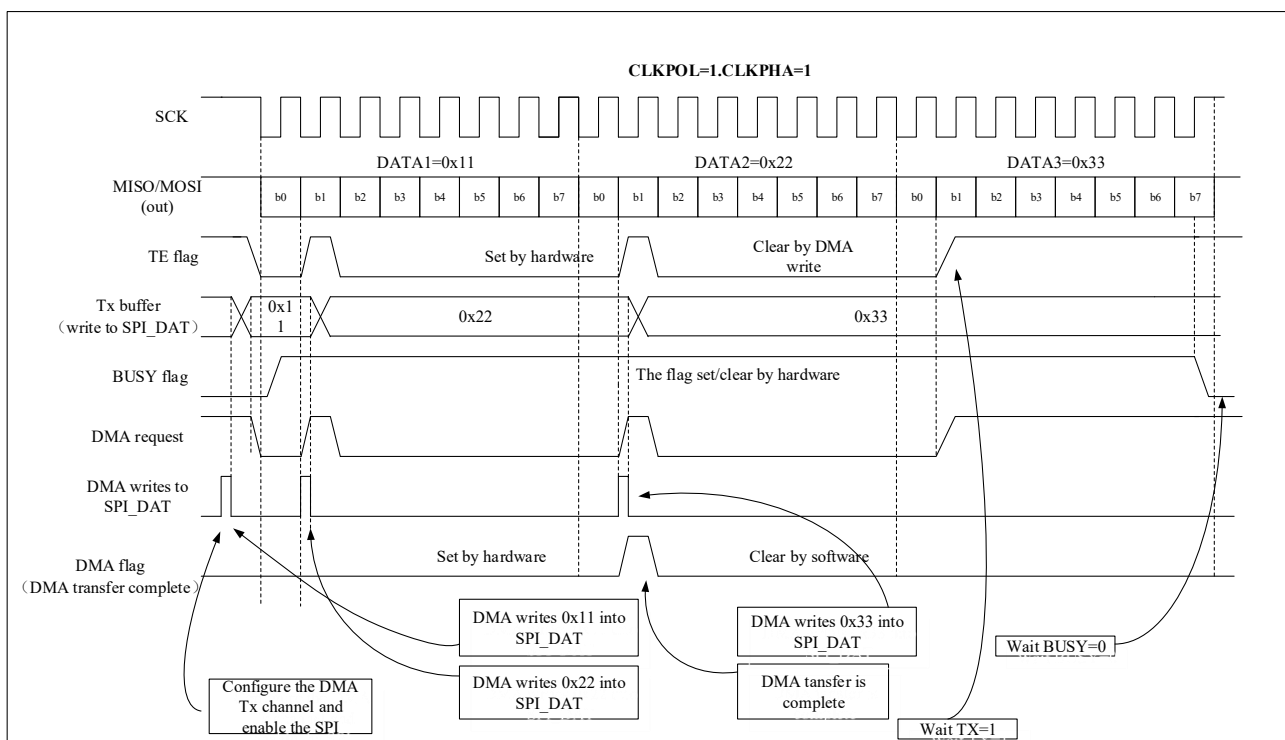 CLKPOL=1.CLKPHA=1
SCK
DATA1=0x11
DATA2=0x22
DATA3=0x33
MISO/MOSI
(out)
b0 b1 b2 b3 b4 b5 b6 b7 b0 b1 b2 b3 b4 b5 b6 b7 b0 b1 b2 b3 b4 b5 b6 b7
TE flag
Set by hardware
Clear by DMA
write
Tx buffer
（write to SPI_DAT）
0x1
1
0x22
0x33
BUSY flag
The flag set/clear by hardware
DMA request
DMA writes to
SPI_DAT
DMA flag
（DMA transfer complete）
Set by hardware
Clear by software
DMA writes 0x11 into
SPI_DAT
DMA writes 0x33 into
SPI_DAT
Wait BUSY=0
Configure the DMA
Tx channel and
enable the SPI
DMA writes 0x22 into
SPI_DAT
DMA tansfer is
complete
Wait TX=1